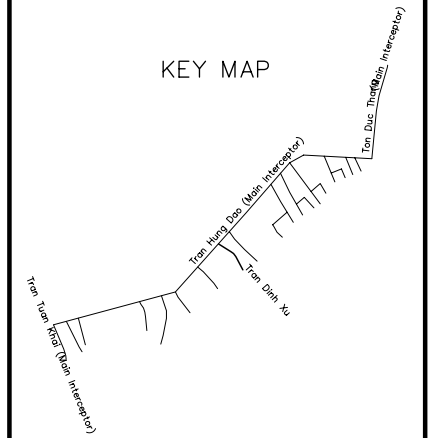 KEY MAP
Ton Duc Thang(Main Interceptor)
Tran Hung Dao (Main Interceptor)
Tran Dinh Xu
Tran Tuan Khai (Main Interceptor)